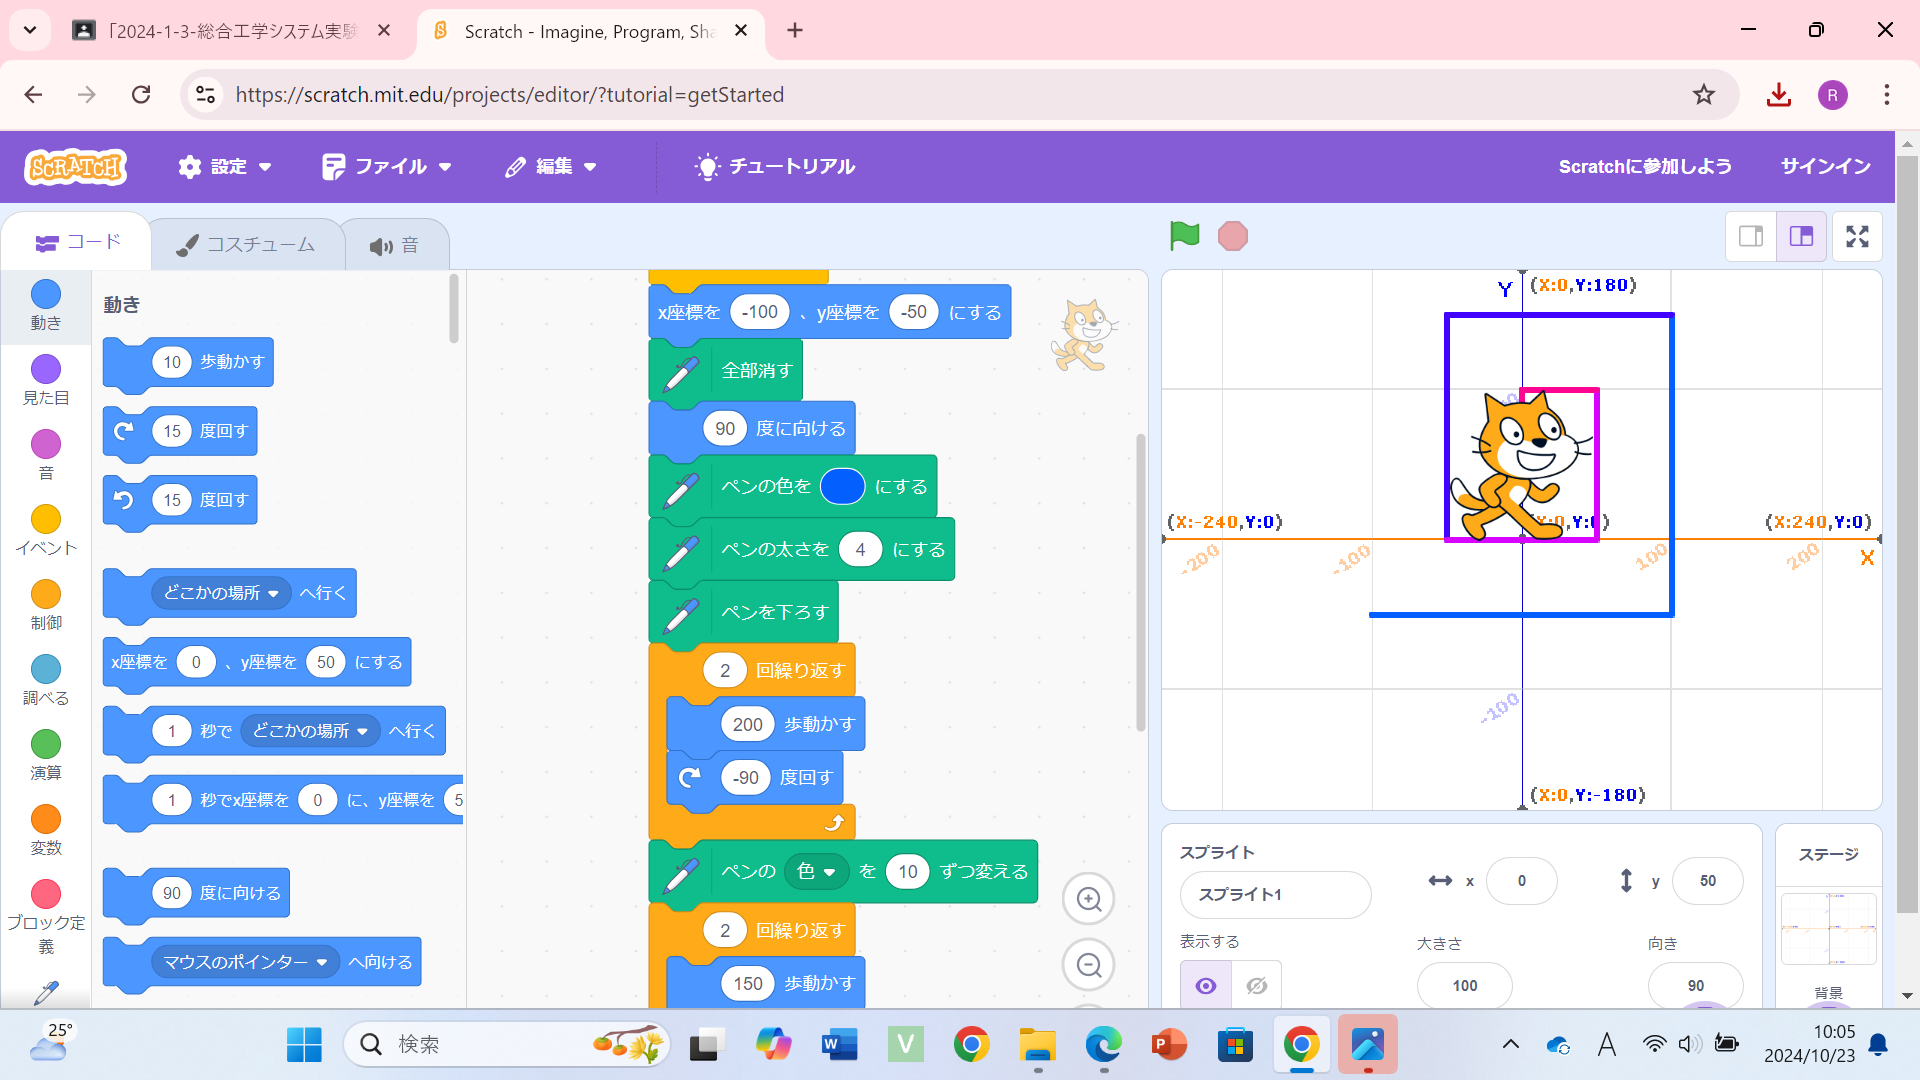 「2024-1-3-総合工学システム実験
Scratch - Imagine, Program, Sha
https://scratch.mit.edu/projects/editor/?tutorial=getStarted
R
SCRATCH
設定
ファイル
編集
チュートリアル
Scratchに参加しよう
サインイン
コード
コスチューム
音
動き
見た目
音
イベント
制御
調べる
演算
変数
ブロック定
義
動き
10 歩動かす
15 度回す
15 度回す
どこかの場所 へ行く
x座標を 0 、y座標を 50 にする
1 秒で どこかの場所 へ行く
1 秒でx座標を 0 に、y座標を 5
90 度に向ける
マウスのポインター へ向ける
x座標を -100 、y座標を -50 にする
全部消す
90 度に向ける
ペンの色を にする
ペンの太さを 4 にする
ペンを下ろす
2 回繰り返す
200 歩動かす
-90 度回す
ペンの 色 を 10 ずつ変える
2 回繰り返す
150 歩動かす
Y (X:0,Y:180)
(X:-240,Y:0)
(X:240,Y:0)
X
-200
-100
100
200
-100
(X:0,Y:-180)
スプライト
スプライト1
x 0
y 50
表示する
大きさ
100
向き
90
ステージ
背景
25°
検索
A
10:05
2024/10/23